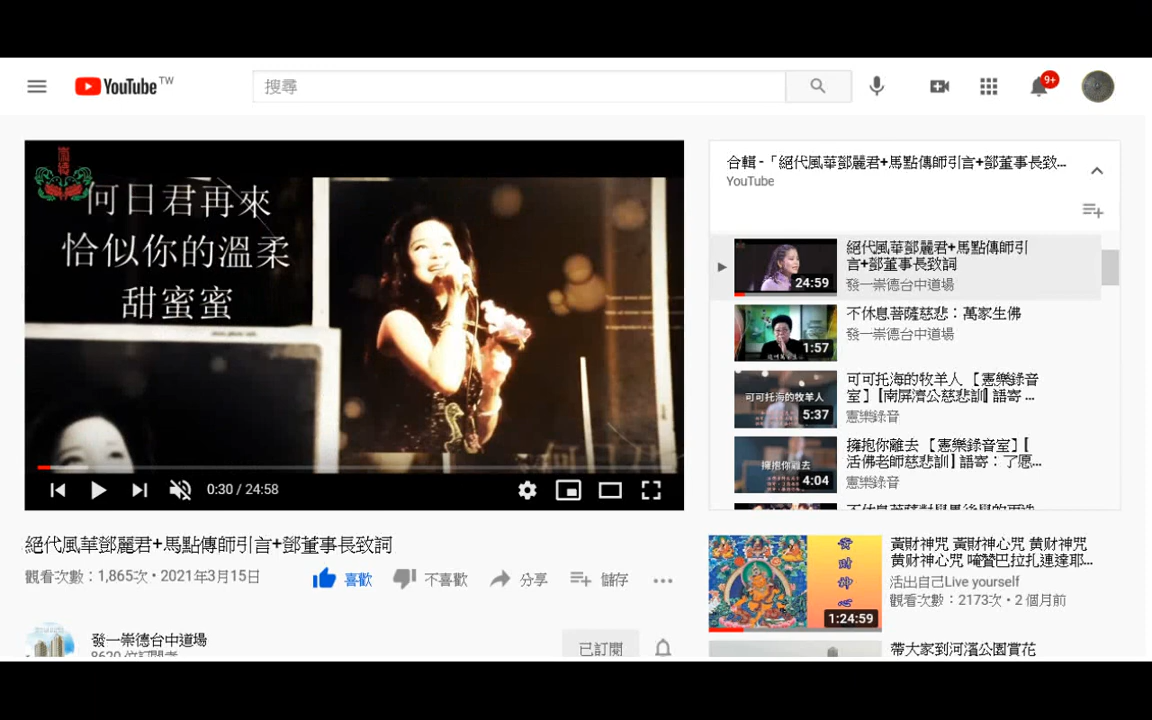 YouTube TW
搜尋
9+
崇德
何日君再來
恰似你的溫柔
甜蜜蜜
0:30 / 24:58
絕代風華鄧麗君+馬點傳師引言+鄧董事長致詞
觀看次數：1,865次 • 2021年3月15日
喜歡
不喜歡
分享
儲存
發一崇德台中道場
已訂閱
合輯 -「絕代風華鄧麗君+馬點傳師引言+鄧董事長致...
YouTube
絕代風華鄧麗君+馬點傳師引
言+鄧董事長致詞
發一崇德台中道場
24:59
不休息菩薩慈悲：萬家生佛
發一崇德台中道場
1:57
可可托海的牧羊人 【憲樂錄音
室】【南屏濟公慈悲訓】語寄 ...
憲樂錄音
可可托海的牧羊人
5:37
擁抱你離去 【憲樂錄音室】[
活佛老師慈悲訓] 語寄：了愿...
憲樂錄音
擁抱你離去
4:04
黃財神咒 黃財神心咒 黄财神咒
黄财神心咒 唵贊巴拉扎連達耶...
活出自己Live yourself
觀看次數：2173次 • 2 個月前
1:24:59
帶大家到河濱公園賞花